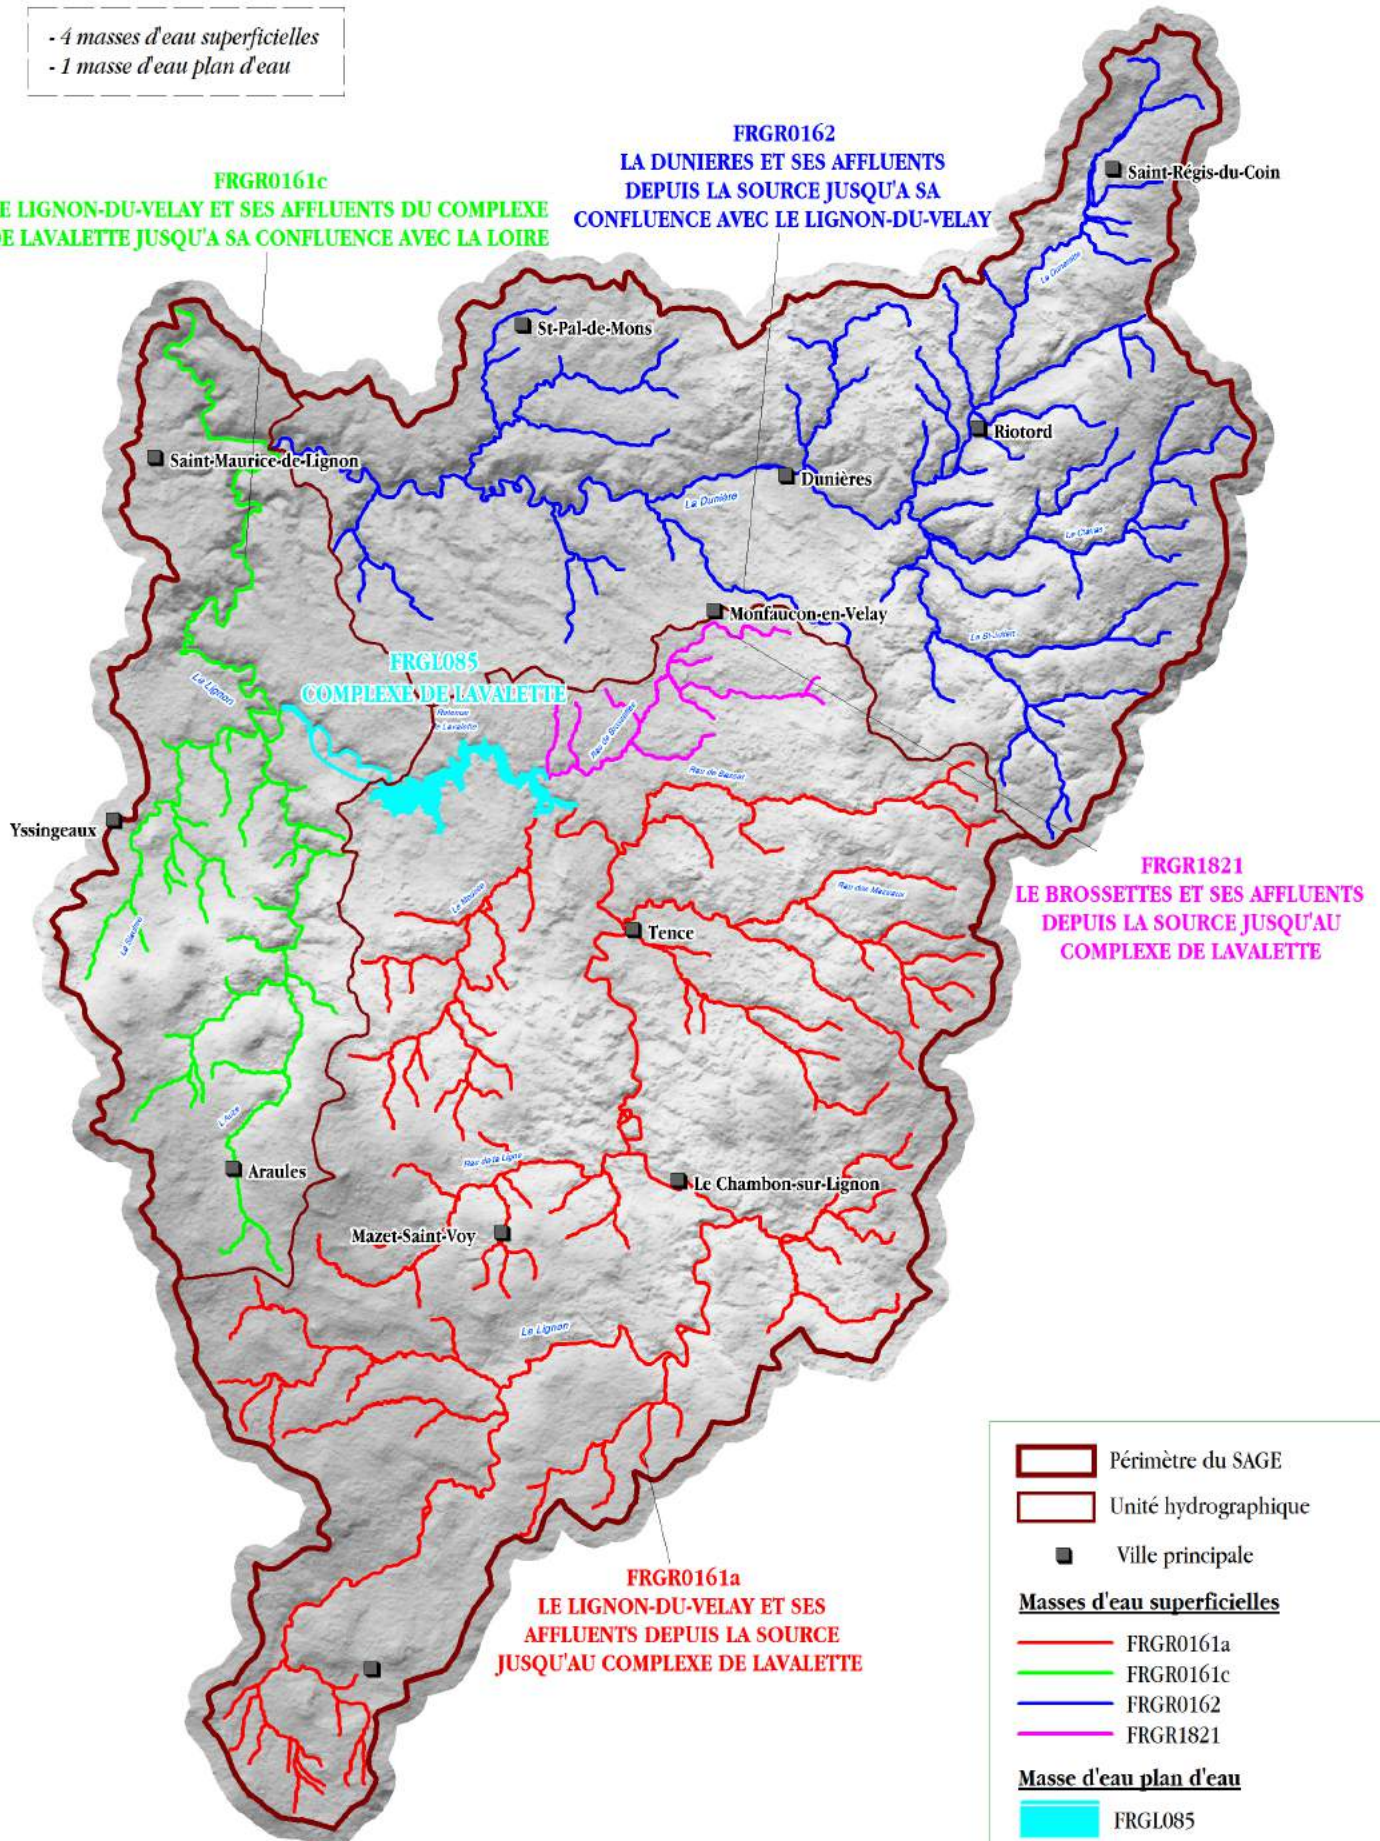 - 4 masses d'eau superficielles
- 1 masse d'eau plan d'eau
FRGR0162
LA DUNIERES ET SES AFFLUENTS
DEPUIS LA SOURCE JUSQU'A SA
CONFLUENCE AVEC LE LIGNON-DU-VELAY
FRGR0161c
E LIGNON-DU-VELAY ET SES AFFLUENTS DU COMPLEXE
DE LAVALETTE JUSQU'A SA CONFLUENCE AVEC LA LOIRE
Saint-Régis-du-Coin
St-Pal-de-Mons
Riotord
Saint-Maurice-de-Lignon
Dunières
La Dunière
Monfaucon-en-Velay
FRGL085
COMPLEXE DE LAVALETTE
Le Lignon
Yssingeaux
FRGR1821
LE BROSSETTES ET SES AFFLUENTS
DEPUIS LA SOURCE JUSQU'AU
COMPLEXE DE LAVALETTE
Tence
L'Auze
Araules
Rau de la Ligne
Le Chambon-sur-Lignon
Mazet-Saint-Voy
Le Lignon
FRGR0161a
LE LIGNON-DU-VELAY ET SES
AFFLUENTS DEPUIS LA SOURCE
JUSQU'AU COMPLEXE DE LAVALETTE
Périmètre du SAGE
Unité hydrographique
Ville principale
Masses d'eau superficielles
FRGR0161a
FRGR0161c
FRGR0162
FRGR1821
Masse d'eau plan d'eau
FRGL085